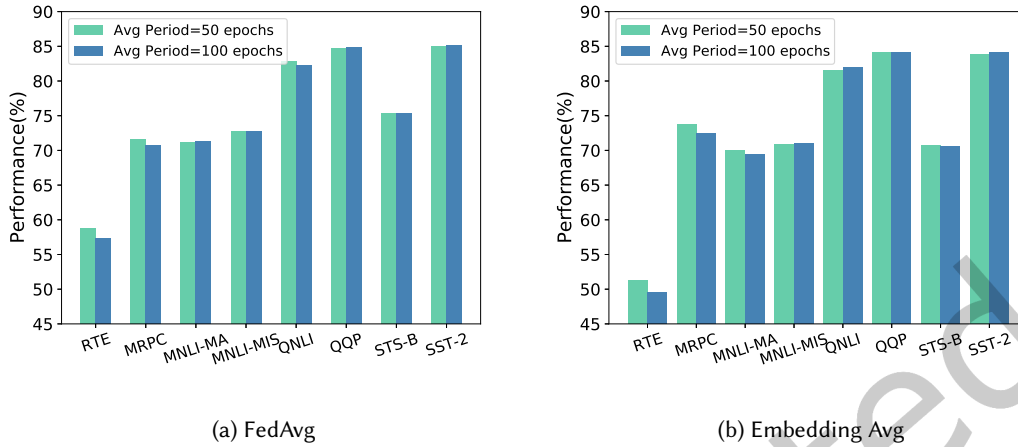 90
85
80
75
70
65
60
55
50
45
Performance(%)
Avg Period=50 epochs
Avg Period=100 epochs
RTE
MRPC
MNLI-MA
MNLI-MIS
QNLI
QQP
STS-B
SST-2
(a) FedAvg
90
85
80
75
70
65
60
55
50
45
Performance(%)
Avg Period=50 epochs
Avg Period=100 epochs
RTE
MRPC
MNLI-MA
MNLI-MIS
QNLI
QQP
STS-B
SST-2
(b) Embedding Avg
ted